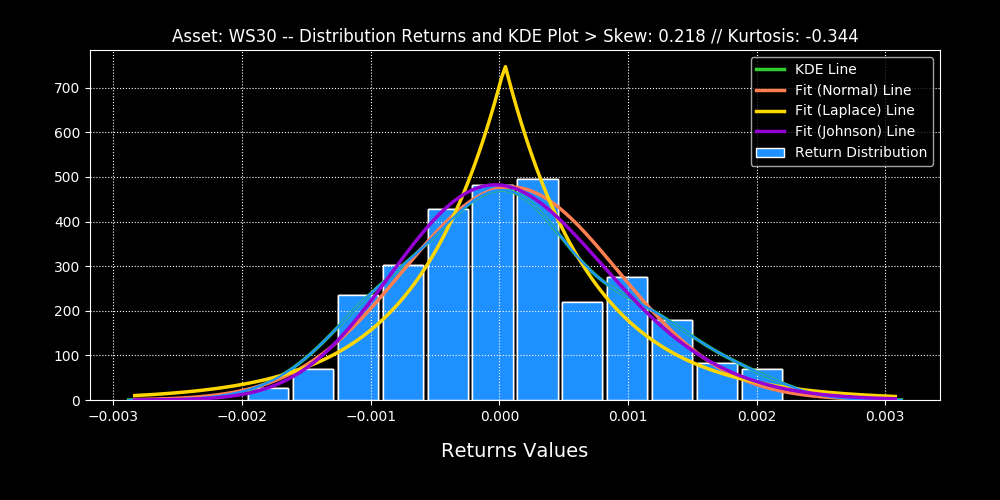 Asset: WS30 -- Distribution Returns and KDE Plot > Skew: 0.218 // Kurtosis: -0.344
KDE Line
Fit (Normal) Line
Fit (Laplace) Line
Fit (Johnson) Line
Return Distribution
700
600
500
400
300
200
100
0
−0.003 −0.002 −0.001 0.000 0.001 0.002 0.003
Returns Values